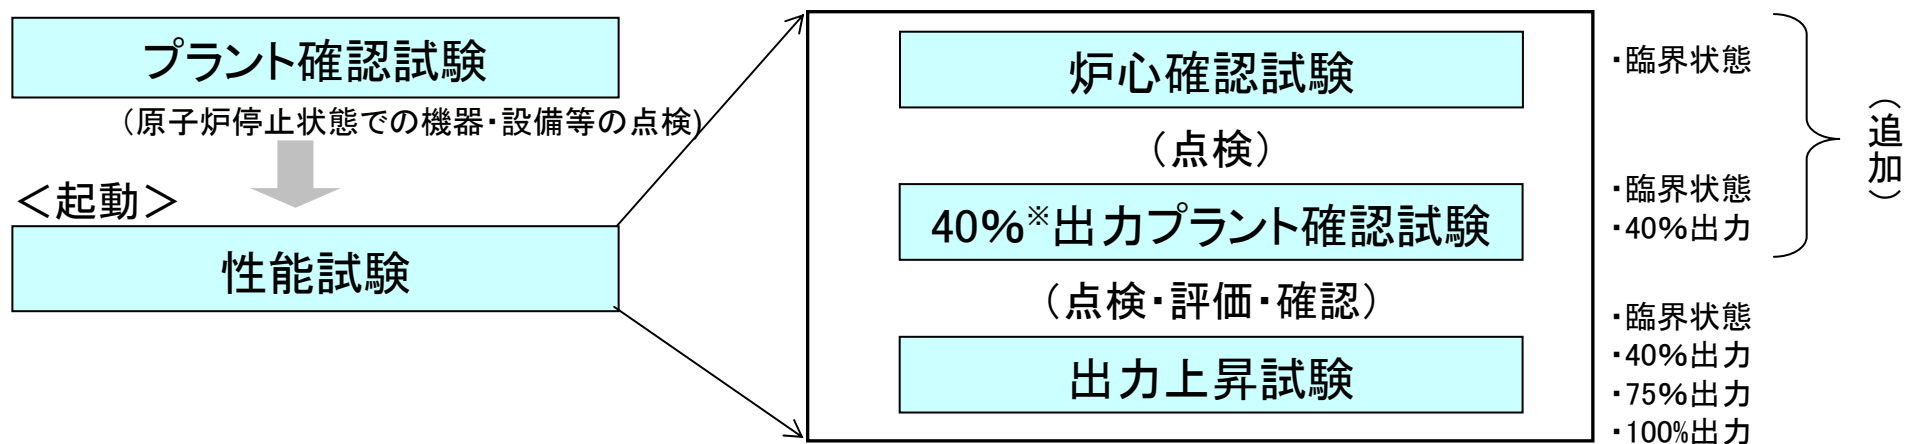 プラント確認試験
(原子炉停止状態での機器・設備等の点検)
＜起動＞
性能試験
炉心確認試験
（点検）
40%※出力プラント確認試験
（点検・評価・確認）
出力上昇試験
・臨界状態
・臨界状態
・40%出力
・臨界状態
・40%出力
・75%出力
・100%出力
（追加）